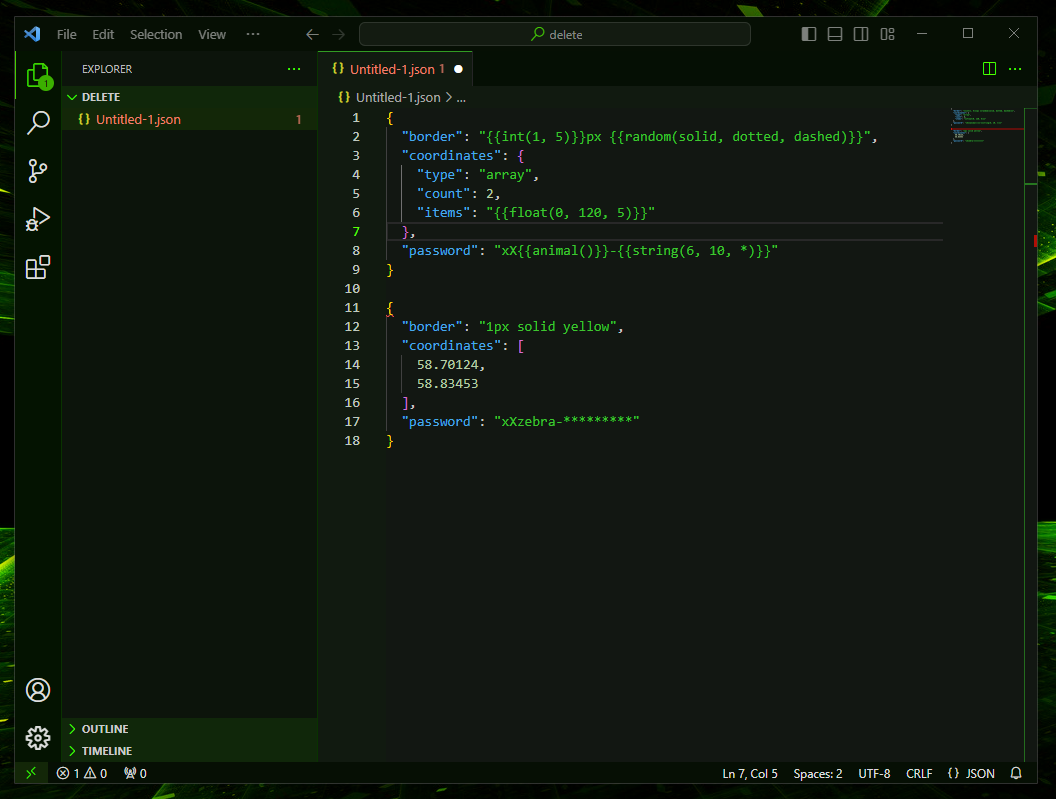 File Edit Selection View ··· delete
EXPLORER ···
DELETE
{} Untitled-1.json 1
1
{} Untitled-1.json 1 ● ···
{} Untitled-1.json > ...
1 {
2 "border": "{{int(1, 5)}}px {{random(solid, dotted, dashed)}}",
3 "coordinates": {
4 "type": "array",
5 "count": 2,
6 "items": "{{float(0, 120, 5)}}"
7 },
8 "password": "xX{{animal()}}-{{string(6, 10, *)}}"
9 }
10
11 {
12 "border": "1px solid yellow",
13 "coordinates": [
14 58.70124,
15 58.83453
16 ],
17 "password": "xXzebra-*********"
18 }
OUTLINE
TIMELINE
1 0 0 Ln 7, Col 5 Spaces: 2 UTF-8 CRLF {} JSON